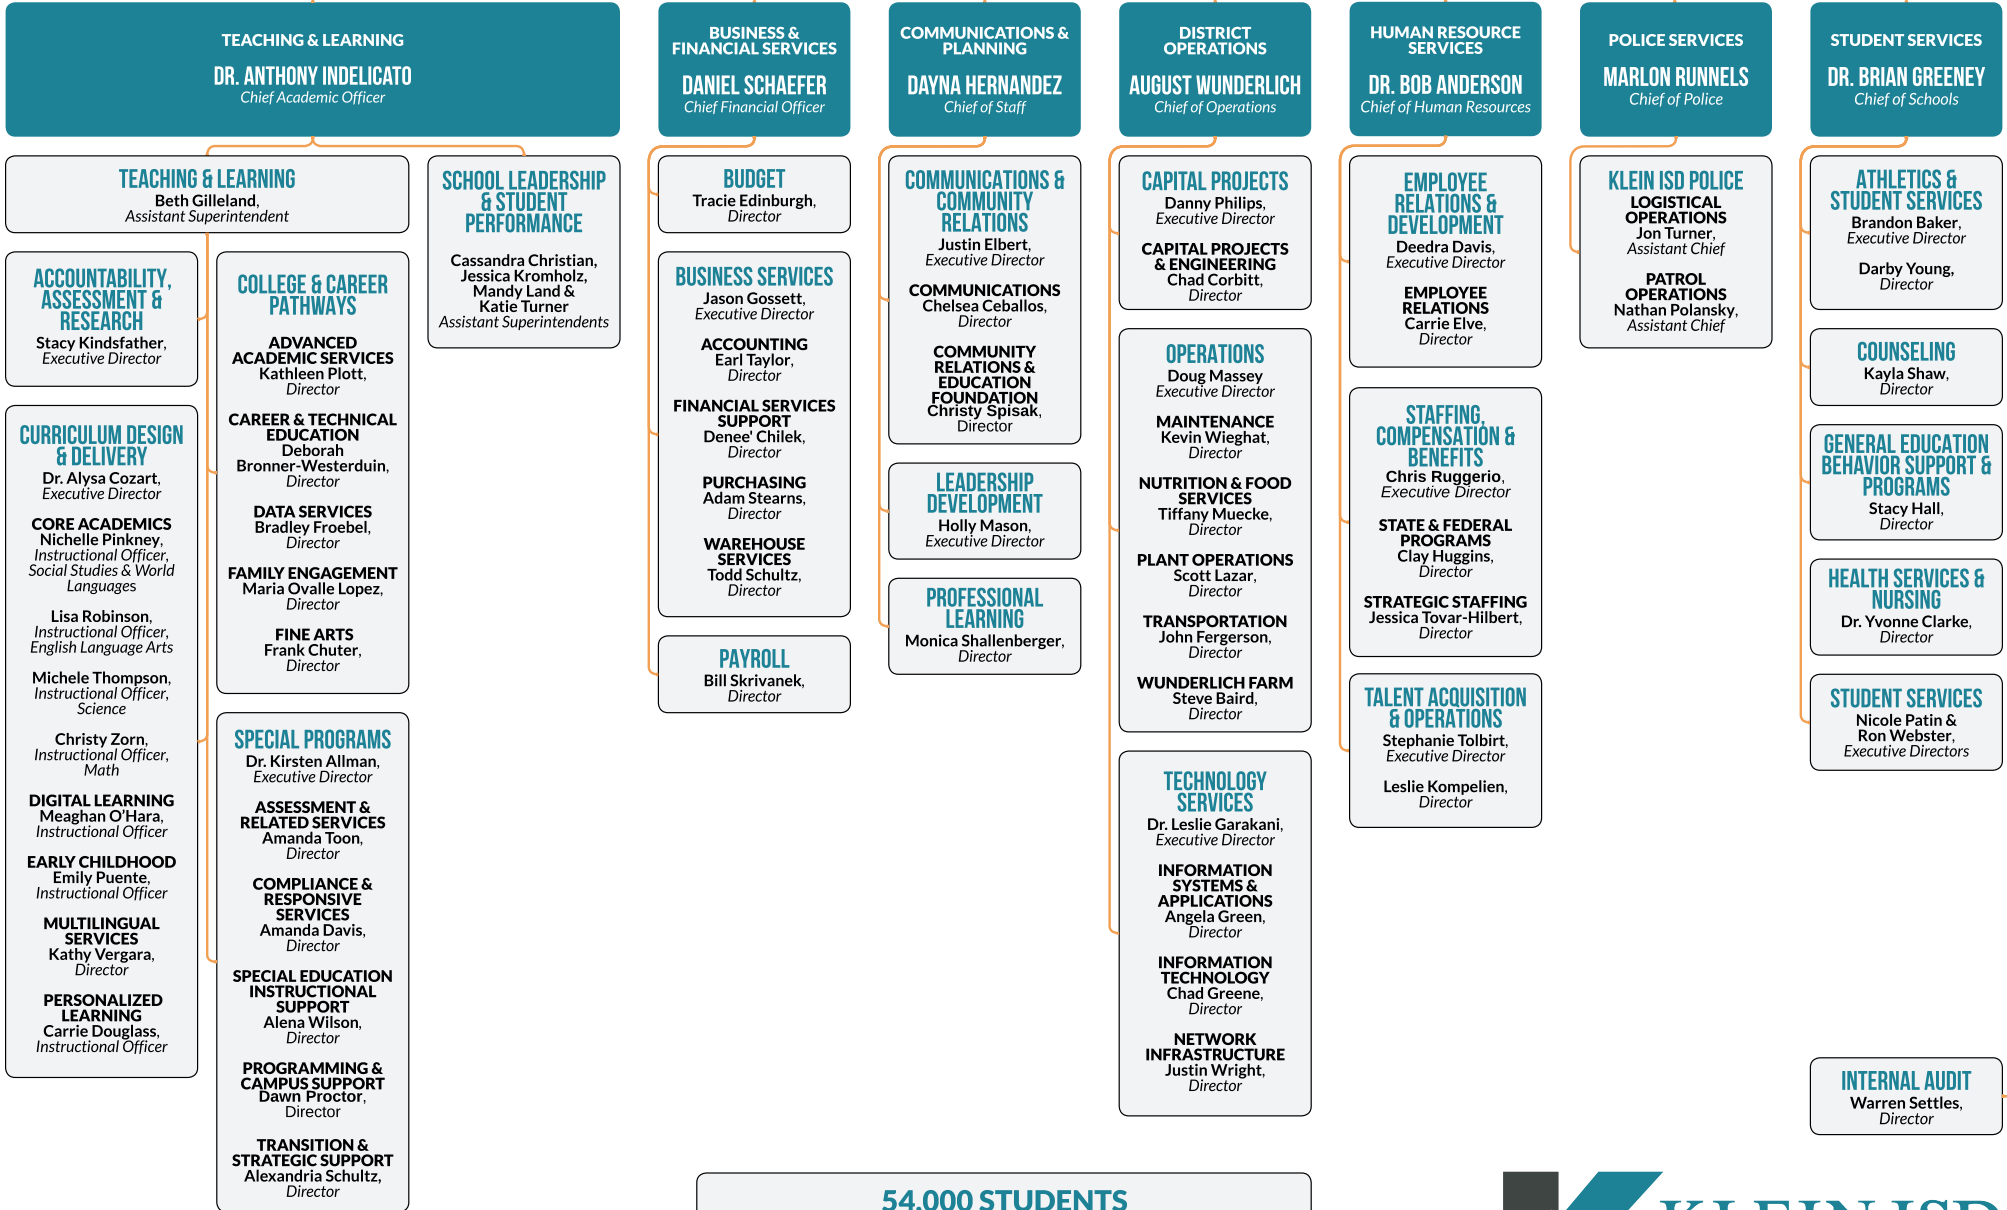 TEACHING & LEARNING
DR. ANTHONY INDELICATO
Chief Academic Officer
TEACHING & LEARNING
Beth Gilleland,
Assistant Superintendent
ACCOUNTABILITY,
ASSESSMENT &
RESEARCH
Stacy Kindsfather,
Executive Director
CURRICULUM DESIGN
& DELIVERY
Dr. Alysa Cozart,
Executive Director
CORE ACADEMICS
Nichelle Pinkney,
Instructional Officer,
Social Studies & World
Languages
Lisa Robinson,
Instructional Officer,
English Language Arts
Michele Thompson,
Instructional Officer,
Science
Christy Zorn,
Instructional Officer,
Math
DIGITAL LEARNING
Meaghan O’Hara,
Instructional Officer
EARLY CHILDHOOD
Emily Puente,
Instructional Officer
MULTILINGUAL
SERVICES
Kathy Vergara,
Director
PERSONALIZED
LEARNING
Carrie Douglass,
Instructional Officer
COLLEGE & CAREER
PATHWAYS
ADVANCED
ACADEMIC SERVICES
Kathleen Plott,
Director
CAREER & TECHNICAL
EDUCATION
Deborah
Bronner-Westerduin,
Director
DATA SERVICES
Bradley Froebel,
Director
FAMILY ENGAGEMENT
Maria Ovalle Lopez,
Director
FINE ARTS
Frank Chuter,
Director
SPECIAL PROGRAMS
Dr. Kirsten Allman,
Executive Director
ASSESSMENT &
RELATED SERVICES
Amanda Toon,
Director
COMPLIANCE &
RESPONSIVE
SERVICES
Amanda Davis,
Director
SPECIAL EDUCATION
INSTRUCTIONAL
SUPPORT
Alena Wilson,
Director
PROGRAMMING &
CAMPUS SUPPORT
Dawn Proctor,
Director
TRANSITION &
STRATEGIC SUPPORT
Alexandria Schultz,
Director
SCHOOL LEADERSHIP
& STUDENT
PERFORMANCE
Cassandra Christian,
Jessica Kromholz,
Mandy Land &
Katie Turner
Assistant Superintendents
BUSINESS &
FINANCIAL SERVICES
DANIEL SCHAEFER
Chief Financial Officer
BUDGET
Tracie Edinburgh,
Director
BUSINESS SERVICES
Jason Gossett,
Executive Director
ACCOUNTING
Earl Taylor,
Director
FINANCIAL SERVICES
SUPPORT
Denee' Chilek,
Director
PURCHASING
Adam Stearns,
Director
WAREHOUSE
SERVICES
Todd Schultz,
Director
PAYROLL
Bill Skrivanek,
Director
COMMUNICATIONS &
PLANNING
DAYNA HERNANDEZ
Chief of Staff
COMMUNICATIONS &
COMMUNITY
RELATIONS
Justin Elbert,
Executive Director
COMMUNICATIONS
Chelsea Ceballos,
Director
COMMUNITY
RELATIONS &
EDUCATION
FOUNDATION
Christy Spisak,
Director
LEADERSHIP
DEVELOPMENT
Holly Mason,
Executive Director
PROFESSIONAL
LEARNING
Monica Shallenberger,
Director
DISTRICT
OPERATIONS
AUGUST WUNDERLICH
Chief of Operations
CAPITAL PROJECTS
Danny Philips,
Executive Director
CAPITAL PROJECTS
& ENGINEERING
Chad Corbitt,
Director
OPERATIONS
Doug Massey
Executive Director
MAINTENANCE
Kevin Wieghat,
Director
NUTRITION & FOOD
SERVICES
Tiffany Muecke,
Director
PLANT OPERATIONS
Scott Lazar,
Director
TRANSPORTATION
John Fergerson,
Director
WUNDERLICH FARM
Steve Baird,
Director
TECHNOLOGY
SERVICES
Dr. Leslie Garakani,
Executive Director
INFORMATION
SYSTEMS &
APPLICATIONS
Angela Green,
Director
INFORMATION
TECHNOLOGY
Chad Greene,
Director
NETWORK
INFRASTRUCTURE
Justin Wright,
Director
HUMAN RESOURCE
SERVICES
DR. BOB ANDERSON
Chief of Human Resources
EMPLOYEE
RELATIONS &
DEVELOPMENT
Deedra Davis,
Executive Director
EMPLOYEE
RELATIONS
Carrie Elve,
Director
STAFFING,
COMPENSATION &
BENEFITS
Chris Ruggerio,
Executive Director
STATE & FEDERAL
PROGRAMS
Clay Huggins,
Director
STRATEGIC STAFFING
Jessica Tovar-Hilbert,
Director
TALENT ACQUISITION
& OPERATIONS
Stephanie Tolbirt,
Executive Director
Leslie Kompelien,
Director
POLICE SERVICES
MARLON RUNNELS
Chief of Police
KLEIN ISD POLICE
LOGISTICAL
OPERATIONS
Jon Turner,
Assistant Chief
PATROL
OPERATIONS
Nathan Polansky,
Assistant Chief
STUDENT SERVICES
DR. BRIAN GREENEY
Chief of Schools
ATHLETICS &
STUDENT SERVICES
Brandon Baker,
Executive Director
Darby Young,
Director
COUNSELING
Kayla Shaw,
Director
GENERAL EDUCATION
BEHAVIOR SUPPORT &
PROGRAMS
Stacy Hall,
Director
HEALTH SERVICES &
NURSING
Dr. Yvonne Clarke,
Director
STUDENT SERVICES
Nicole Patin &
Ron Webster,
Executive Directors
INTERNAL AUDIT
Warren Settles,
Director
54,000 STUDENTS
KLEIN ISD